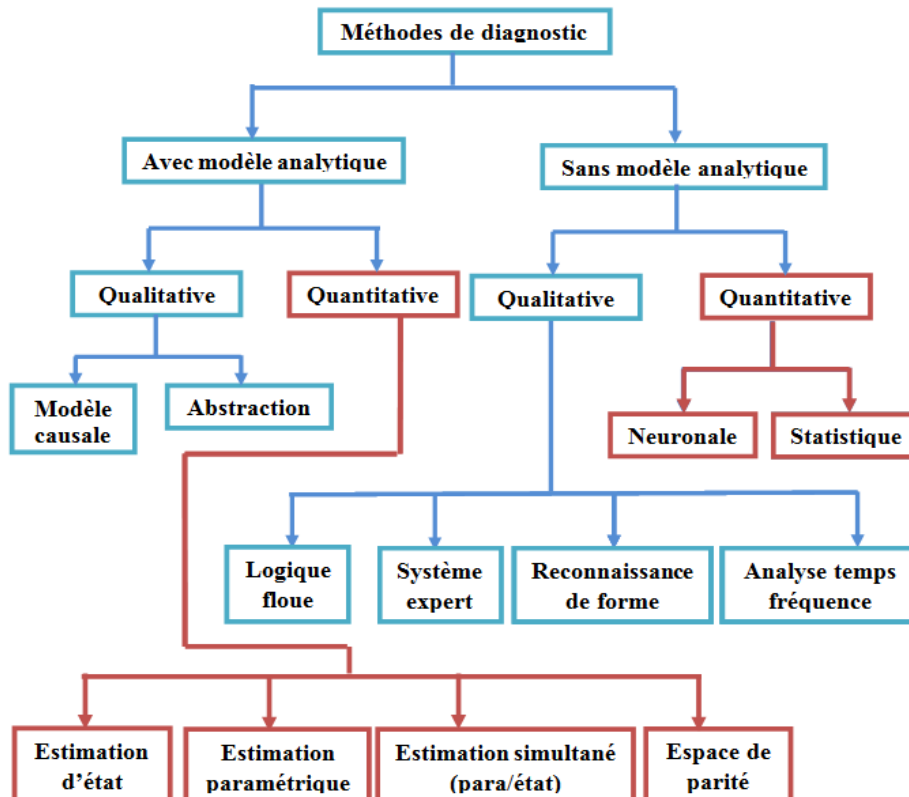 Méthodes de diagnostic
Avec modèle analytique
Sans modèle analytique
Qualitative
Quantitative
Qualitative
Quantitative
Modèle
causale
Abstraction
Neuronale
Statistique
Logique
floue
Système
expert
Reconnaissance
de forme
Analyse temps
fréquence
Estimation
d'état
Estimation
paramétrique
Estimation simultané
(para/état)
Espace de
parité